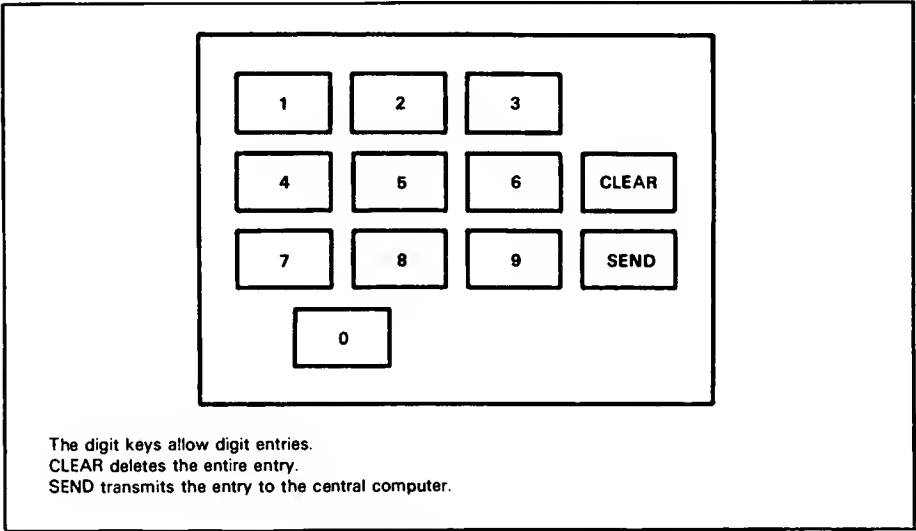 1 2 3
4 5 6 CLEAR
7 8 9 SEND
0
The digit keys allow digit entries.
CLEAR deletes the entire entry.
SEND transmits the entry to the central computer.